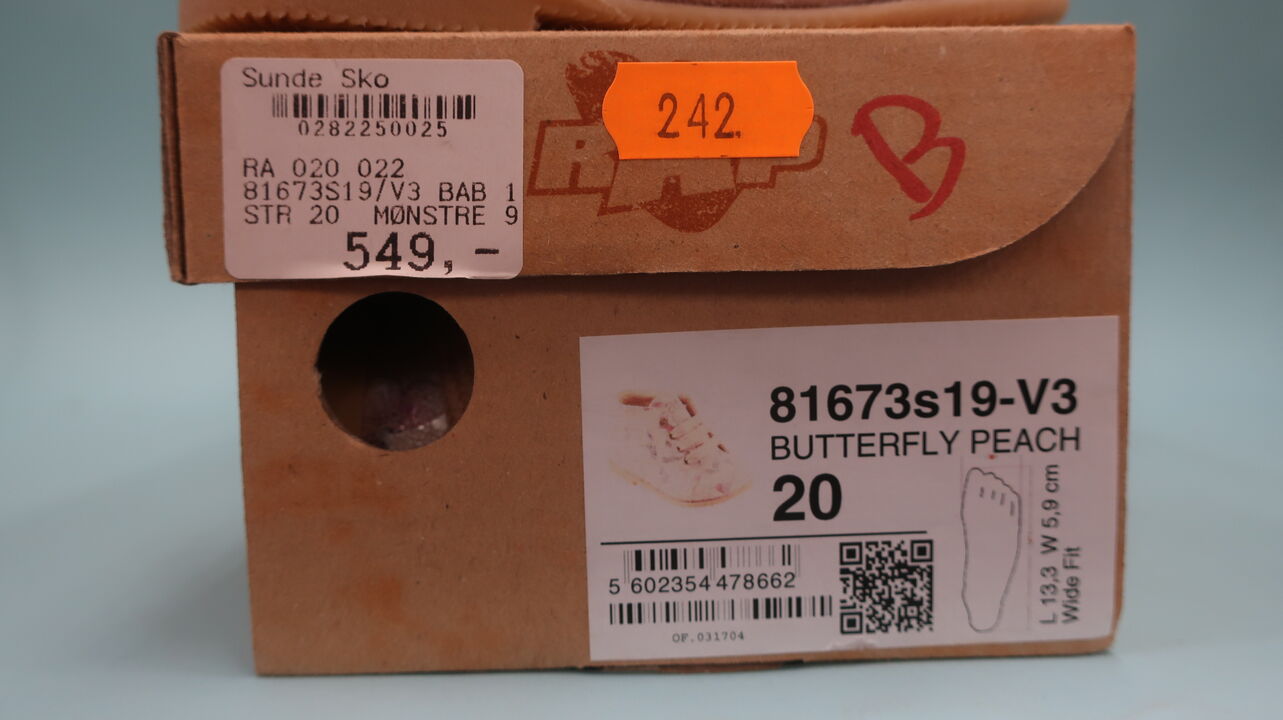 Sunde Sko
0282250025
RA 020 022
81673S19/V3 BAB 1
STR 20 MØNSTRE 9
549,-
242.
RAP
B
81673s19-V3
BUTTERFLY PEACH
20
5 602354 478662
OF.031704
L 13,3 W 5,9 cm
Wide Fit